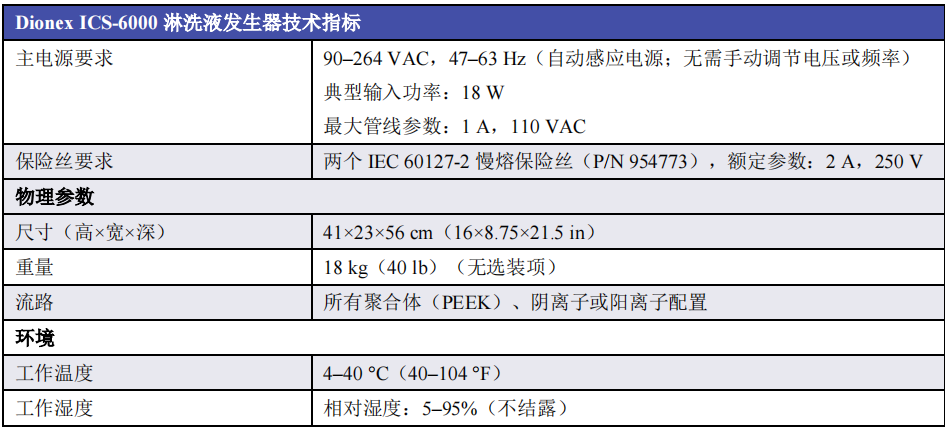 Dionex ICS-6000 淋洗液发生器技术指标
主电源要求
90–264 VAC，47–63 Hz（自动感应电源；无需手动调节电压或频率）
典型输入功率：18 W
最大管线参数：1 A，110 VAC
保险丝要求
两个 IEC 60127-2 慢熔保险丝（P/N 954773），额定参数：2 A，250 V
物理参数
尺寸（高×宽×深）
41×23×56 cm（16×8.75×21.5 in）
重量
18 kg（40 lb）（无选装项）
流路
所有聚合体（PEEK）、阴离子或阳离子配置
环境
工作温度
4–40 °C（40–104 °F）
工作湿度
相对湿度：5–95%（不结露）